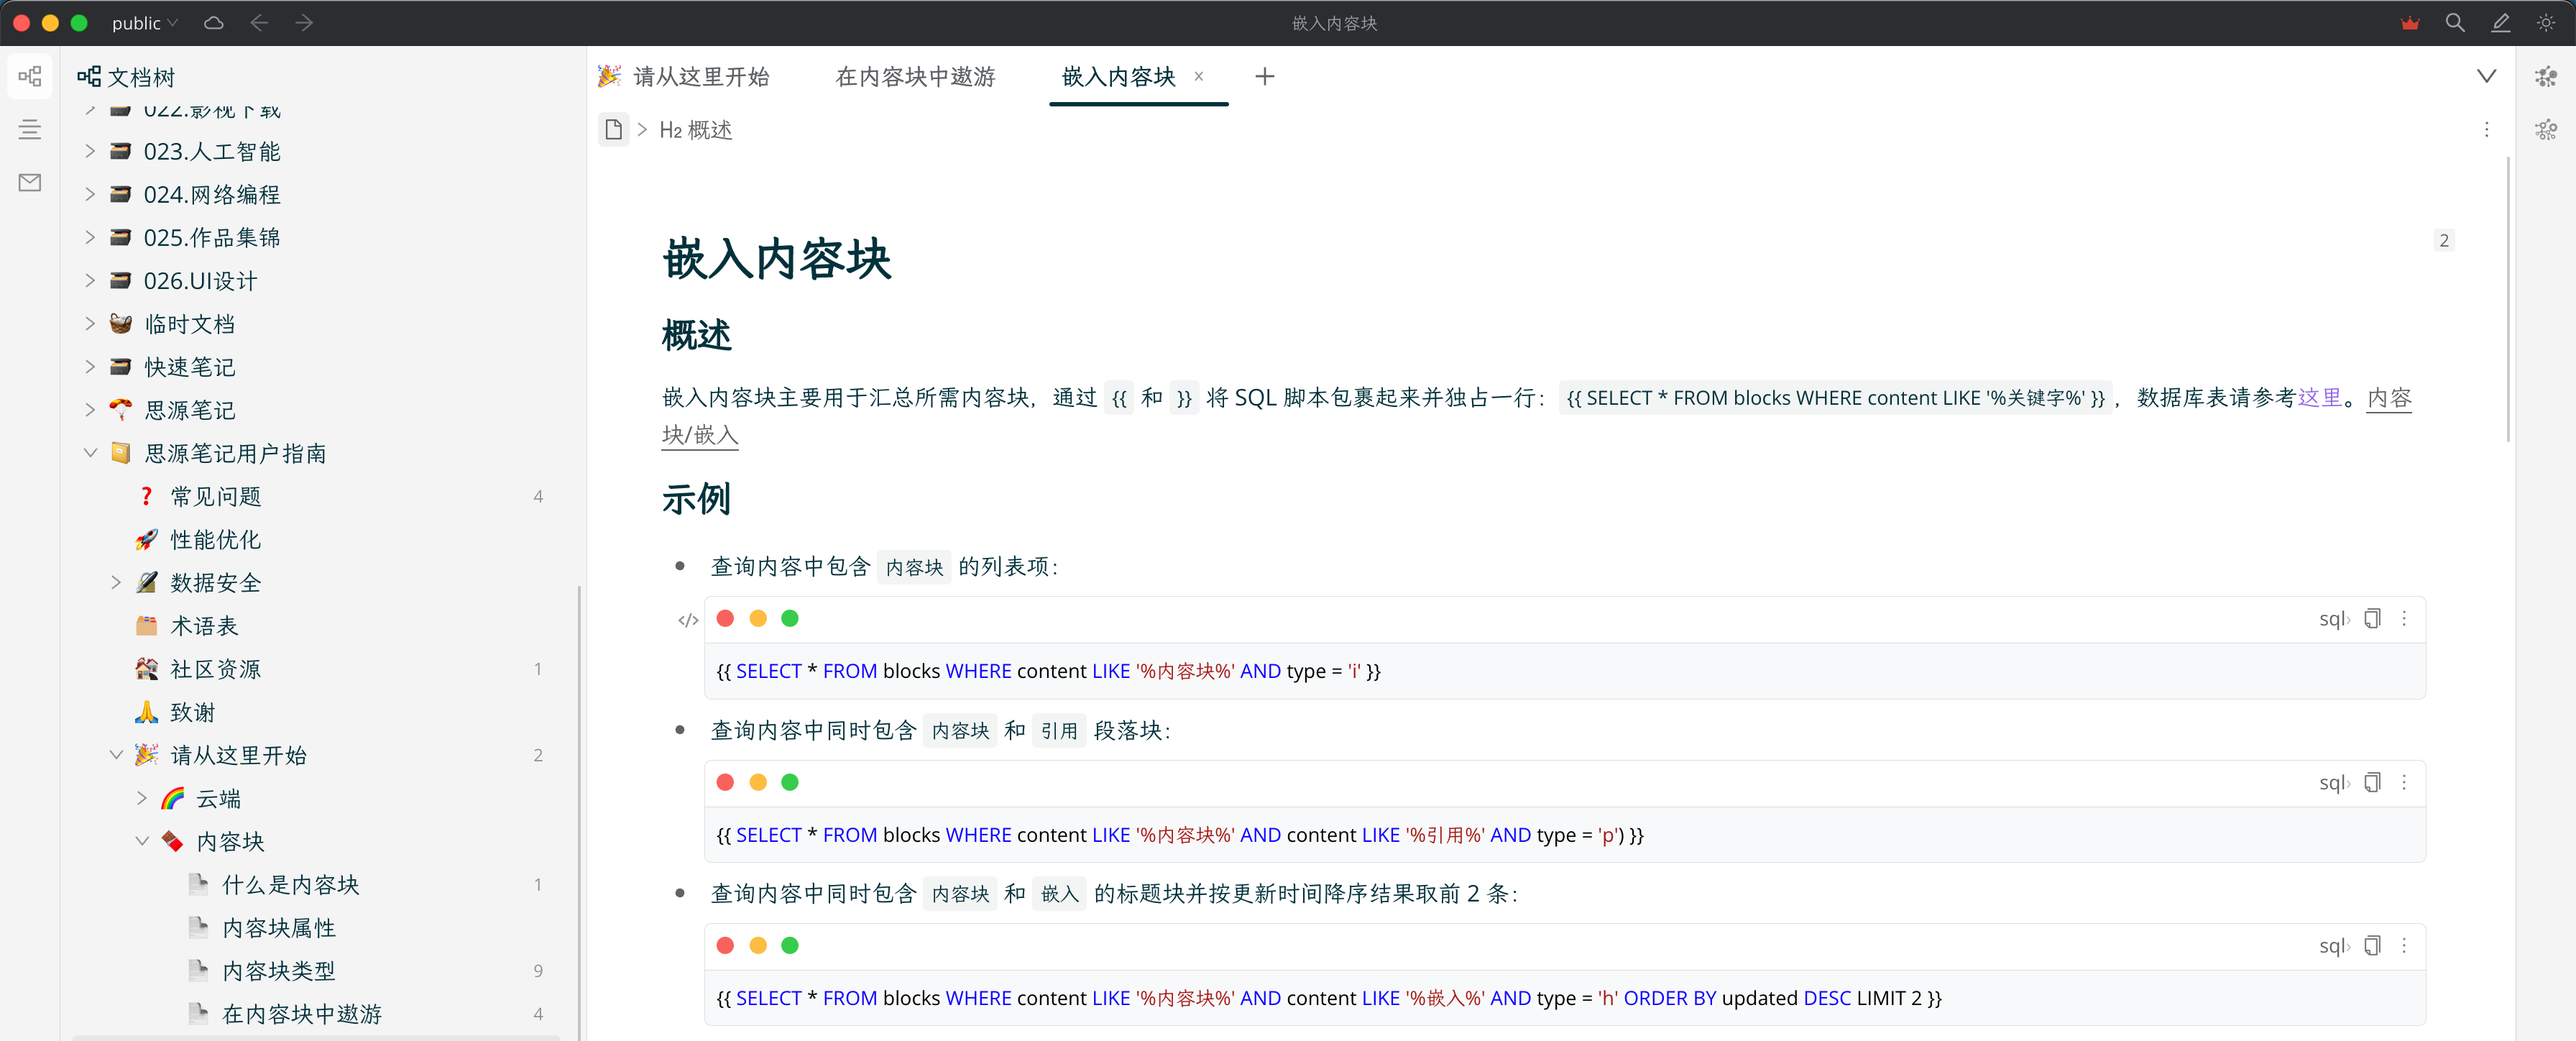 public
嵌入内容块
文档树
022.影视下载
023.人工智能
024.网络编程
025.作品集锦
026.UI设计
临时文档
快速笔记
思源笔记
思源笔记用户指南
常见问题 4
性能优化
数据安全
术语表
社区资源 1
致谢
请从这里开始 2
云端
内容块
什么是内容块 1
内容块属性
内容块类型 9
在内容块中遨游 4
请从这里开始 在内容块中遨游 嵌入内容块
H2 概述
嵌入内容块
2
概述
嵌入内容块主要用于汇总所需内容块，通过 {{ 和 }} 将 SQL 脚本包裹起来并独占一行：{{ SELECT * FROM blocks WHERE content LIKE '%关键字%' }}，数据库表请参考这里。内容
块/嵌入
示例
查询内容中包含 内容块 的列表项：
sql
{{ SELECT * FROM blocks WHERE content LIKE '%内容块%' AND type = 'i' }}
查询内容中同时包含 内容块 和 引用 段落块：
sql
{{ SELECT * FROM blocks WHERE content LIKE '%内容块%' AND content LIKE '%引用%' AND type = 'p') }}
查询内容中同时包含 内容块 和 嵌入 的标题块并按更新时间降序结果取前 2 条：
sql
{{ SELECT * FROM blocks WHERE content LIKE '%内容块%' AND content LIKE '%嵌入%' AND type = 'h' ORDER BY updated DESC LIMIT 2 }}